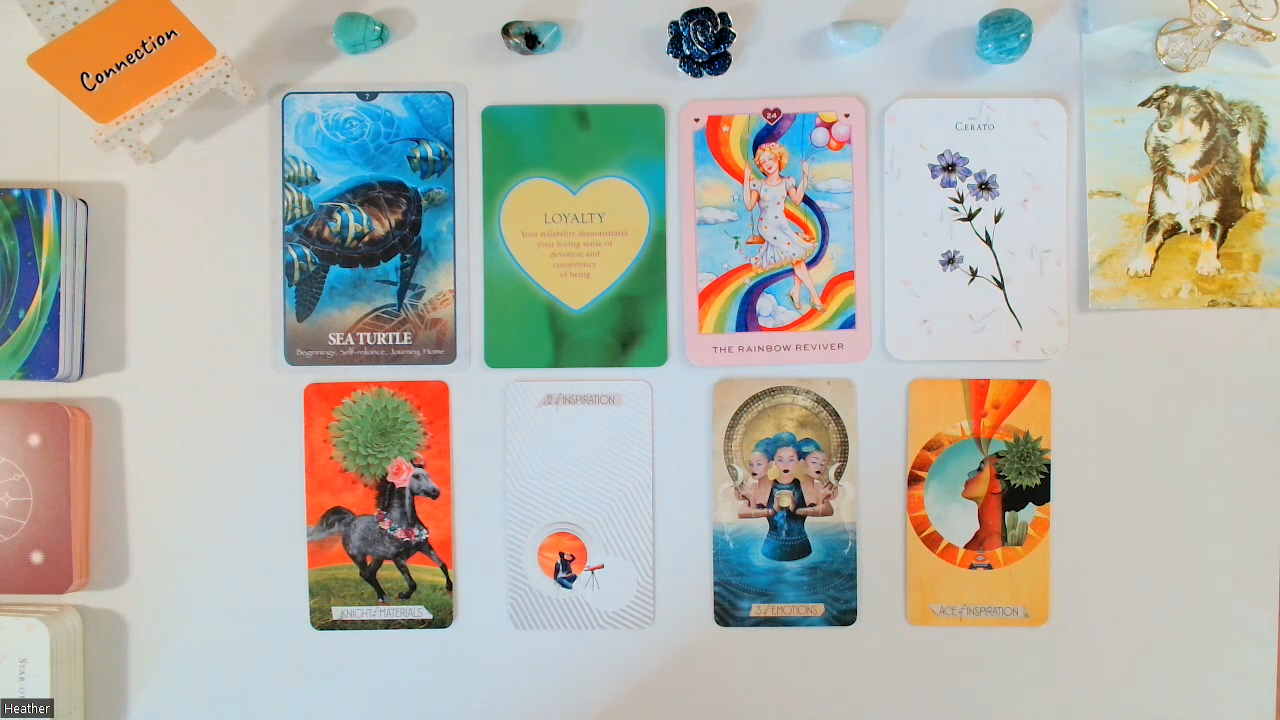 Connection
7
SEA TURTLE
Beginnings, Self-reliance, Journey, Home
LOYALTY
Your reliability demonstrates
your loving sense of
devotion and
consistency
of being
24
THE RAINBOW REVIVER
CERATO
KNIGHT of MATERIALS
2 of INSPIRATION
3 of EMOTIONS
ACE of INSPIRATION
STAR-O
Heather